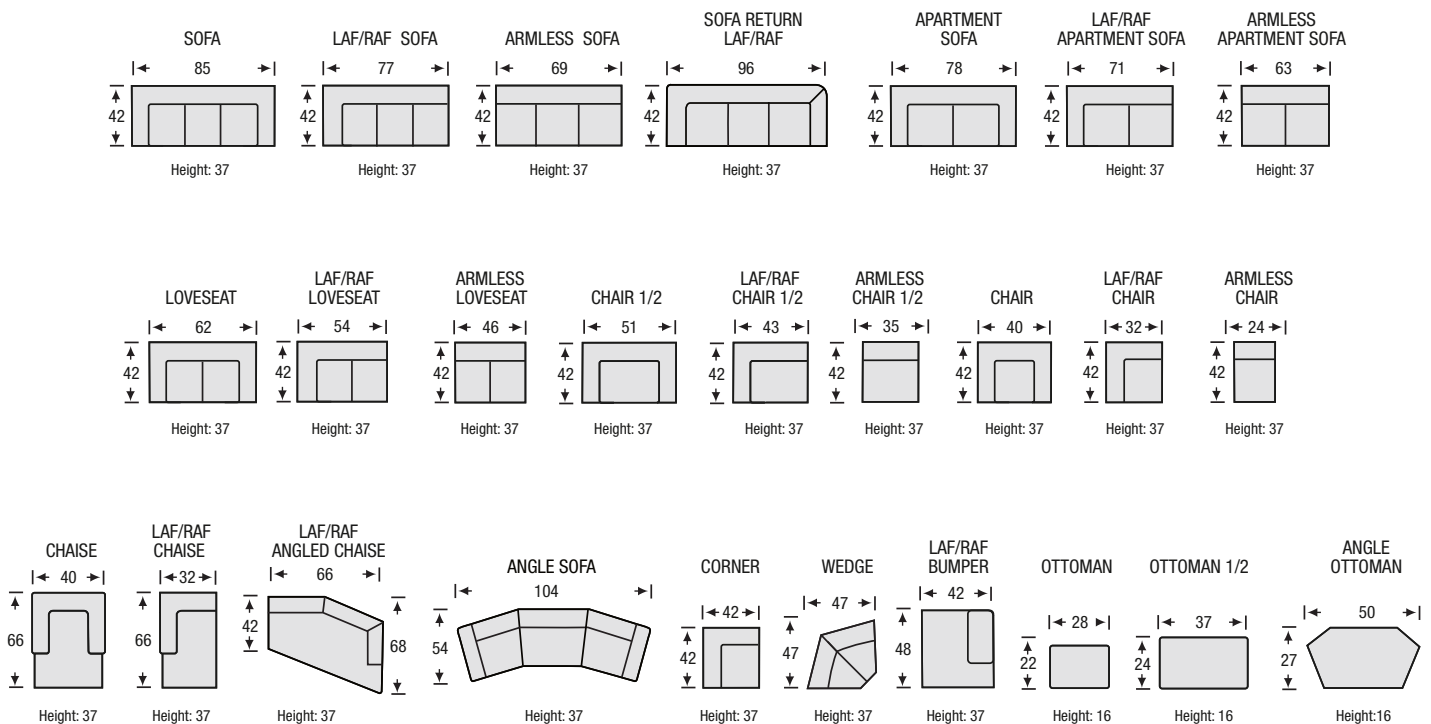 SOFA
85
42
Height: 37
LAF/RAF SOFA
77
42
Height: 37
ARMLESS SOFA
69
42
Height: 37
SOFA RETURN
LAF/RAF
96
42
Height: 37
APARTMENT
SOFA
78
42
Height: 37
LAF/RAF
APARTMENT SOFA
71
42
Height: 37
ARMLESS
APARTMENT SOFA
63
42
Height: 37
LOVESEAT
62
42
Height: 37
LAF/RAF
LOVESEAT
54
42
Height: 37
ARMLESS
LOVESEAT
46
42
Height: 37
CHAIR 1/2
51
42
Height: 37
LAF/RAF
CHAIR 1/2
43
42
Height: 37
ARMLESS
CHAIR 1/2
35
42
Height: 37
CHAIR
40
42
Height: 37
LAF/RAF
CHAIR
32
42
Height: 37
ARMLESS
CHAIR
24
42
Height: 37
CHAISE
40
66
Height: 37
LAF/RAF
CHAISE
32
66
Height: 37
LAF/RAF
ANGLED CHAISE
66
42
68
Height: 37
ANGLE SOFA
104
54
Height: 37
CORNER
42
42
Height: 37
WEDGE
47
47
Height: 37
LAF/RAF
BUMPER
42
48
Height: 37
OTTOMAN
28
22
Height: 16
OTTOMAN 1/2
37
24
Height: 16
ANGLE
OTTOMAN
50
27
Height:16